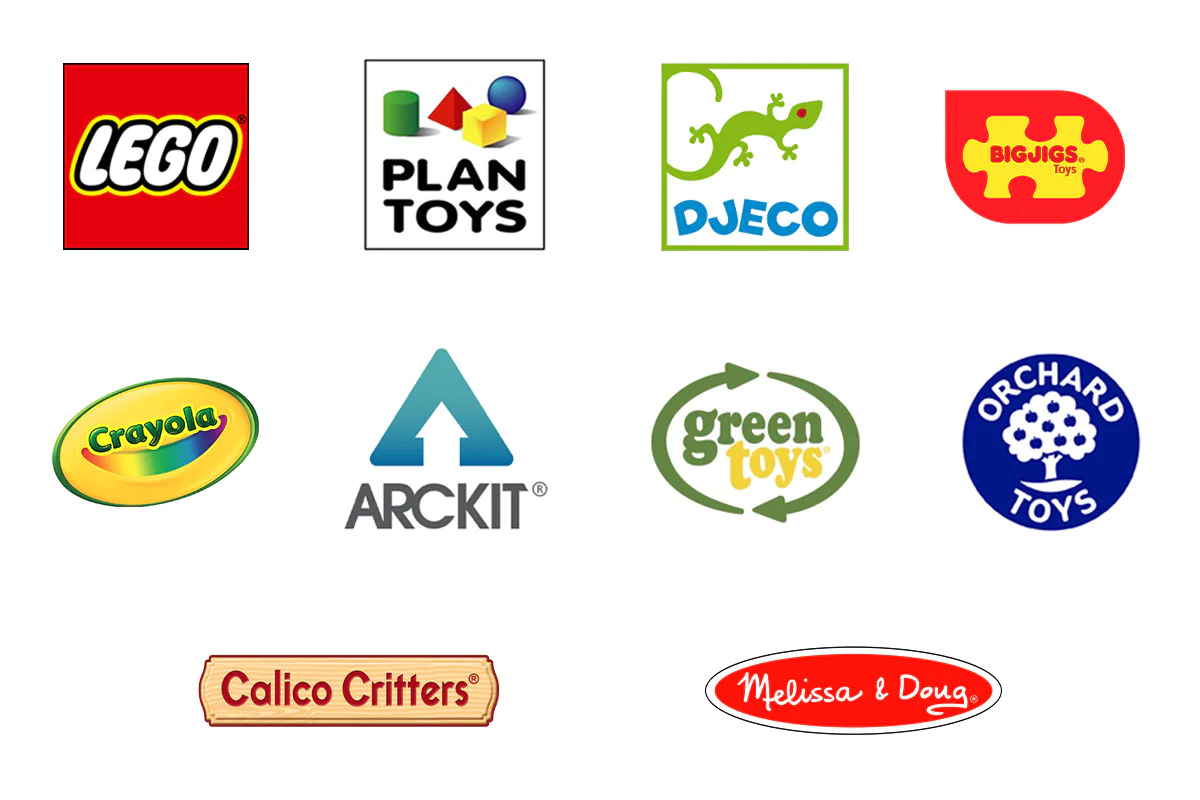 LEGO®
PLAN
TOYS
DJECO
BIGJIGS®
Toys
Crayola
ARCKIT®
green
toys®
ORCHARD
TOYS
Calico Critters®
Melissa & Doug®